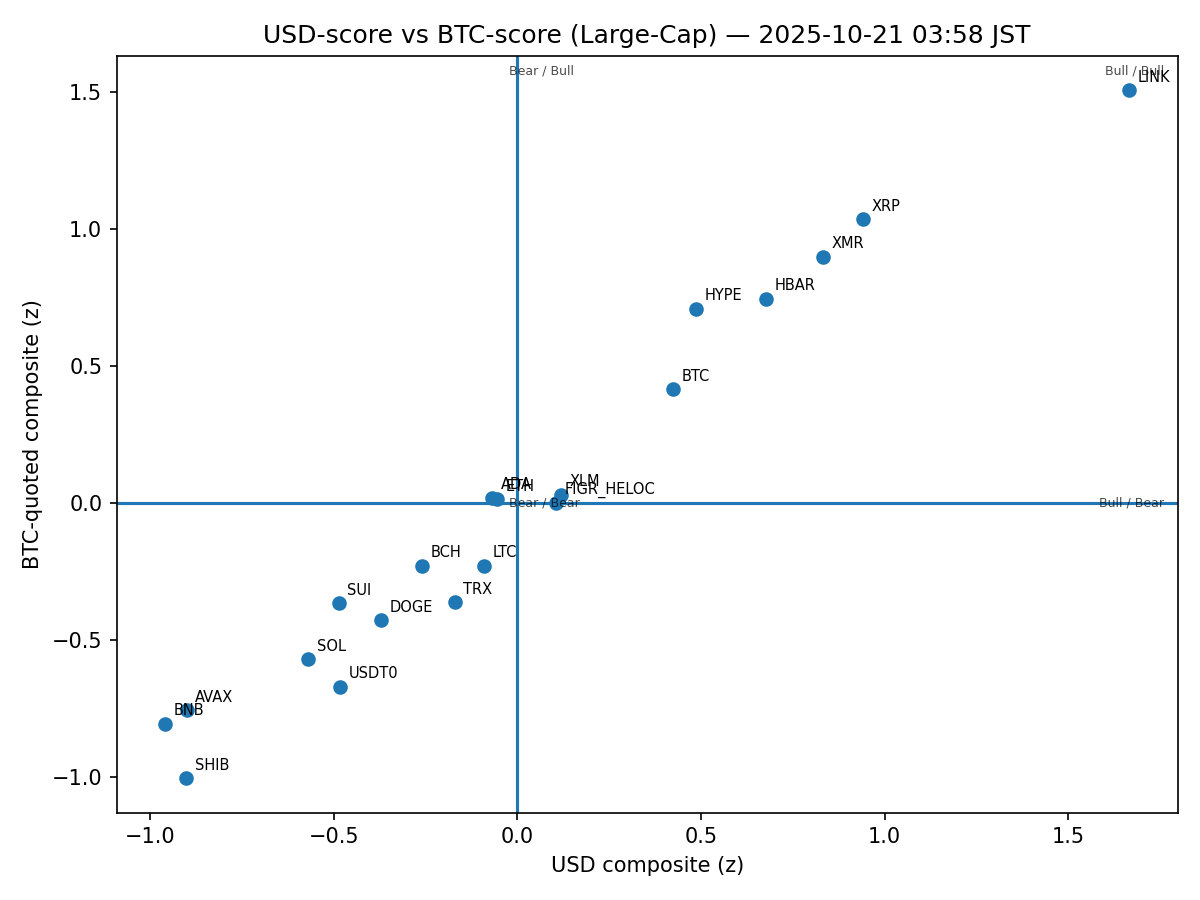 USD-score vs BTC-score (Large-Cap) — 2025-10-21 03:58 JST
Bear / Bull
Bull / Bull
LINK
1.5
XRP
1.0
XMR
HBAR
HYPE
0.5
BTC
ADA
ETH
XLM
FIGR_HELOC
0.0
Bear / Bear
Bull / Bear
BCH
LTC
SUI
TRX
DOGE
−0.5
SOL
USDT0
AVAX
BNB
SHIB
−1.0
−1.0
−0.5
0.0
0.5
1.0
1.5
USD composite (z)
BTC-quoted composite (z)